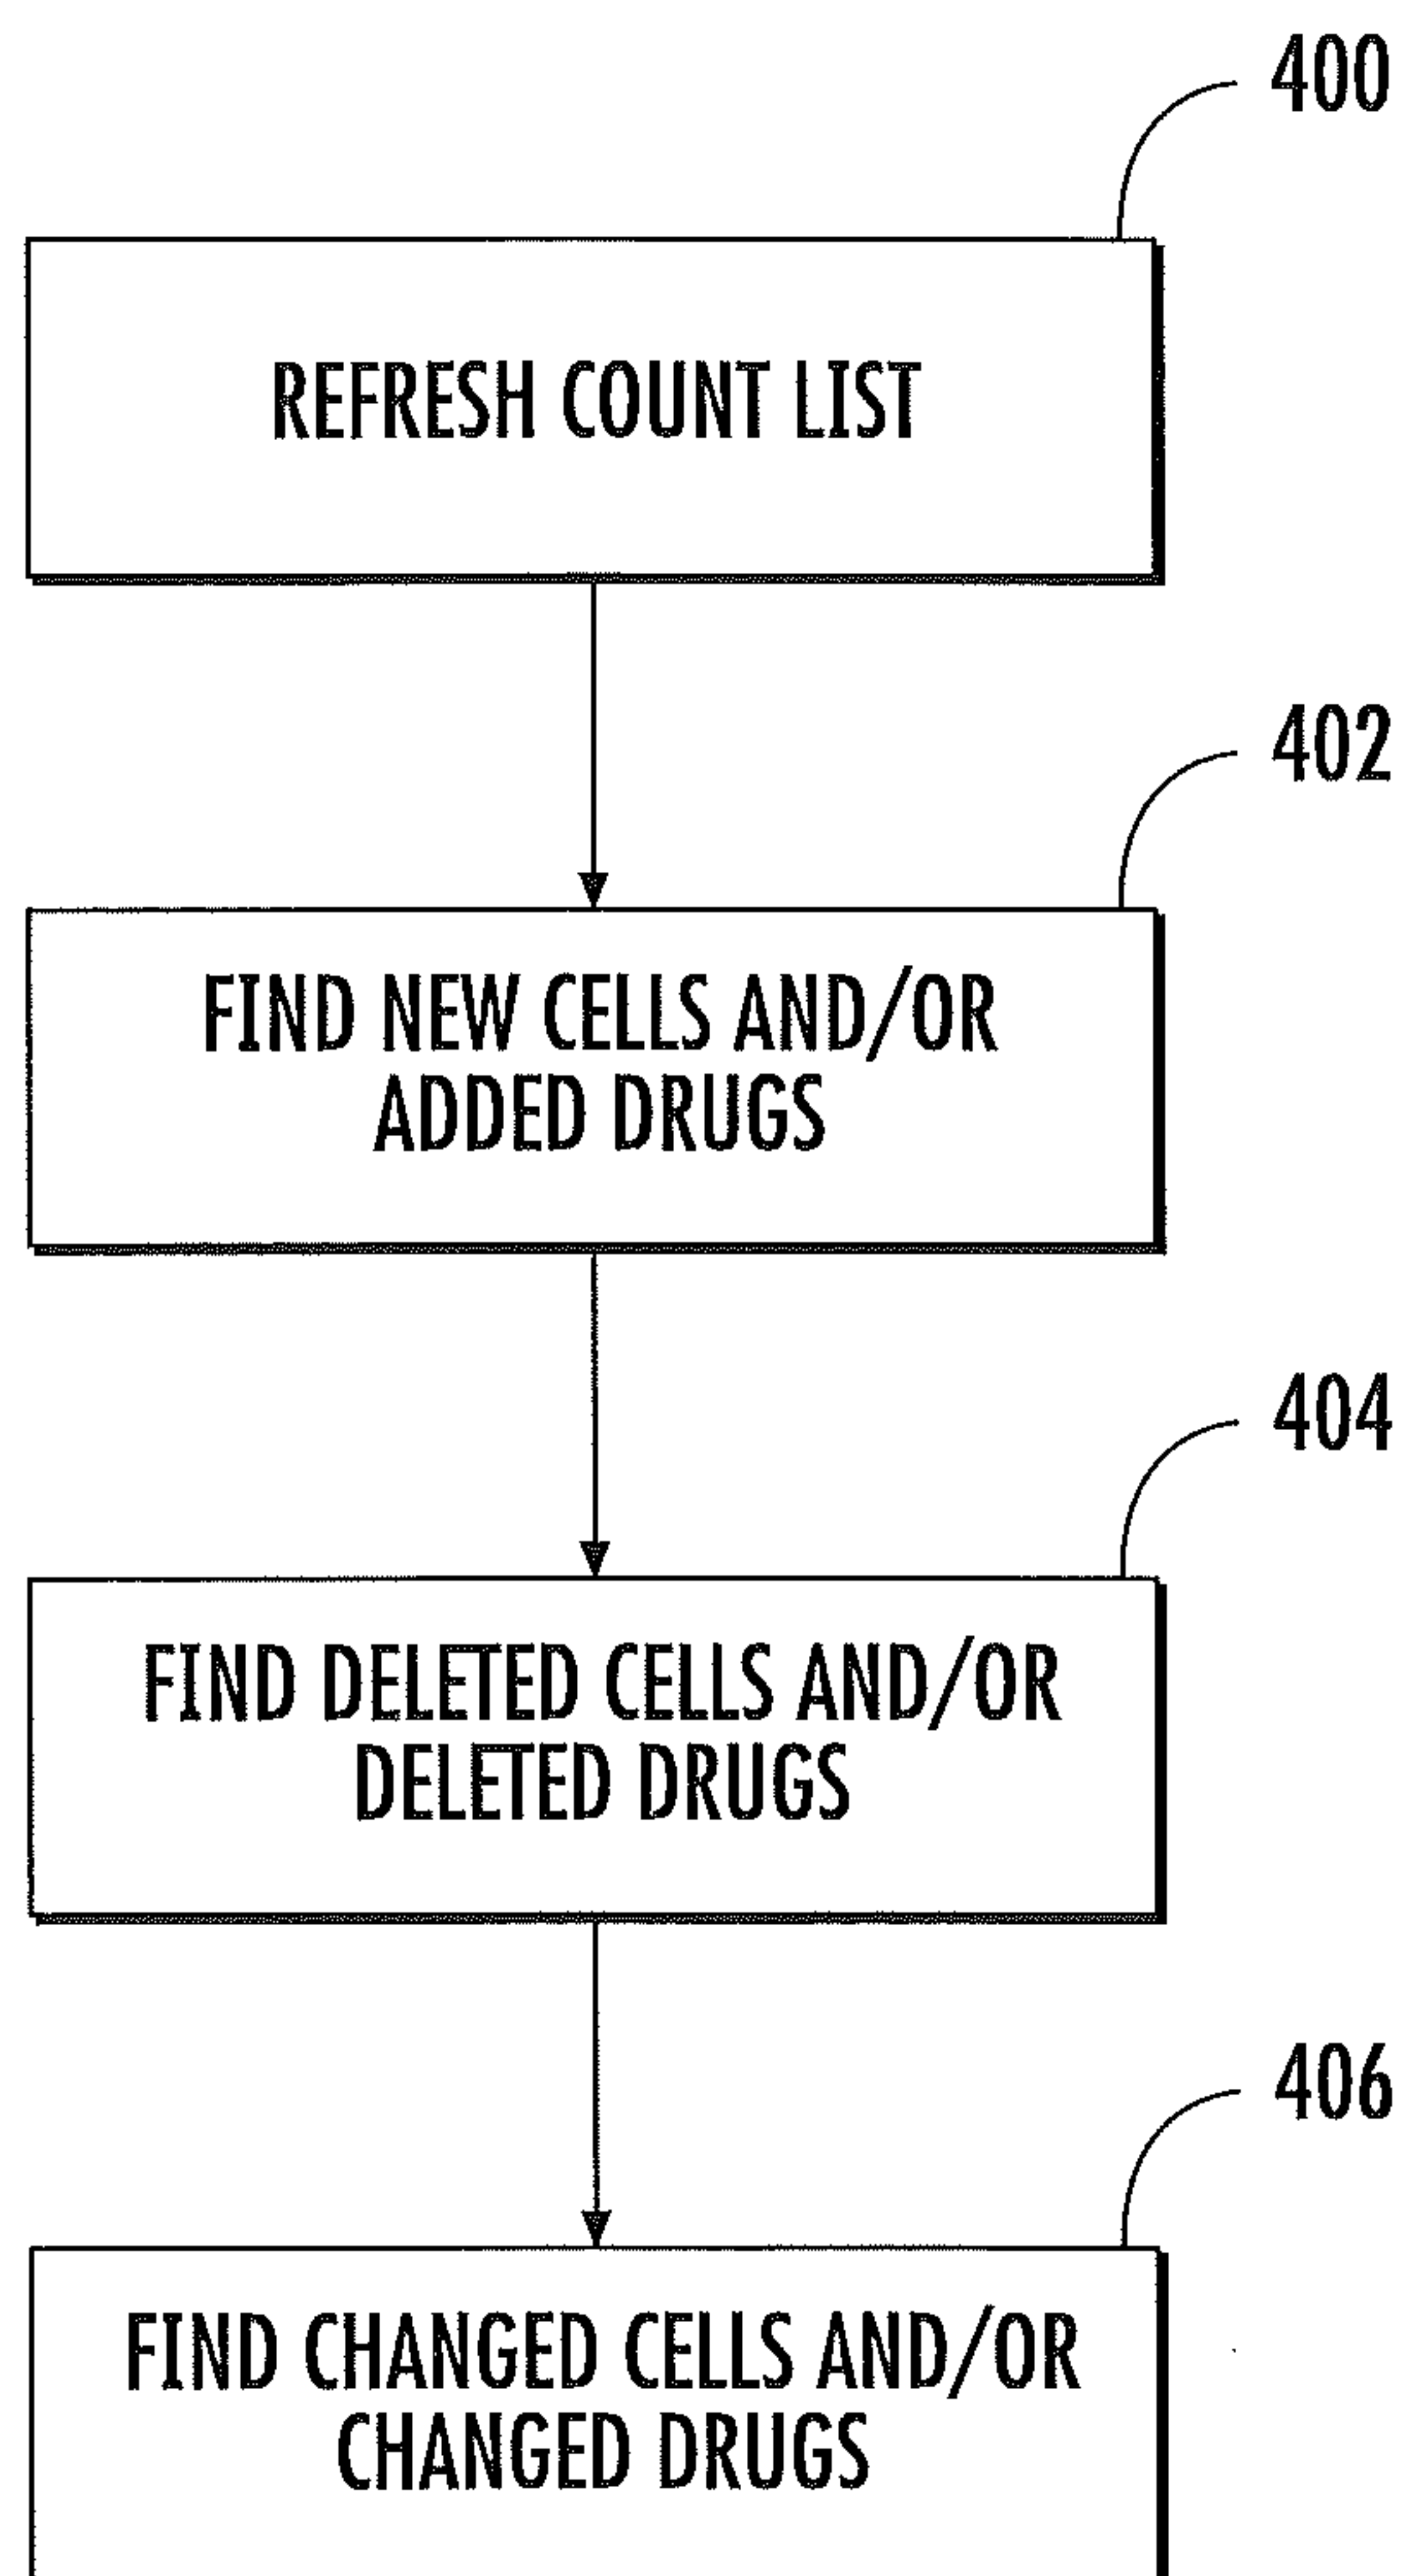 400
REFRESH COUNT LIST
402
FIND NEW CELLS AND/OR
ADDED DRUGS
404
FIND DELETED CELLS AND/OR
DELETED DRUGS
406
FIND CHANGED CELLS AND/OR
CHANGED DRUGS